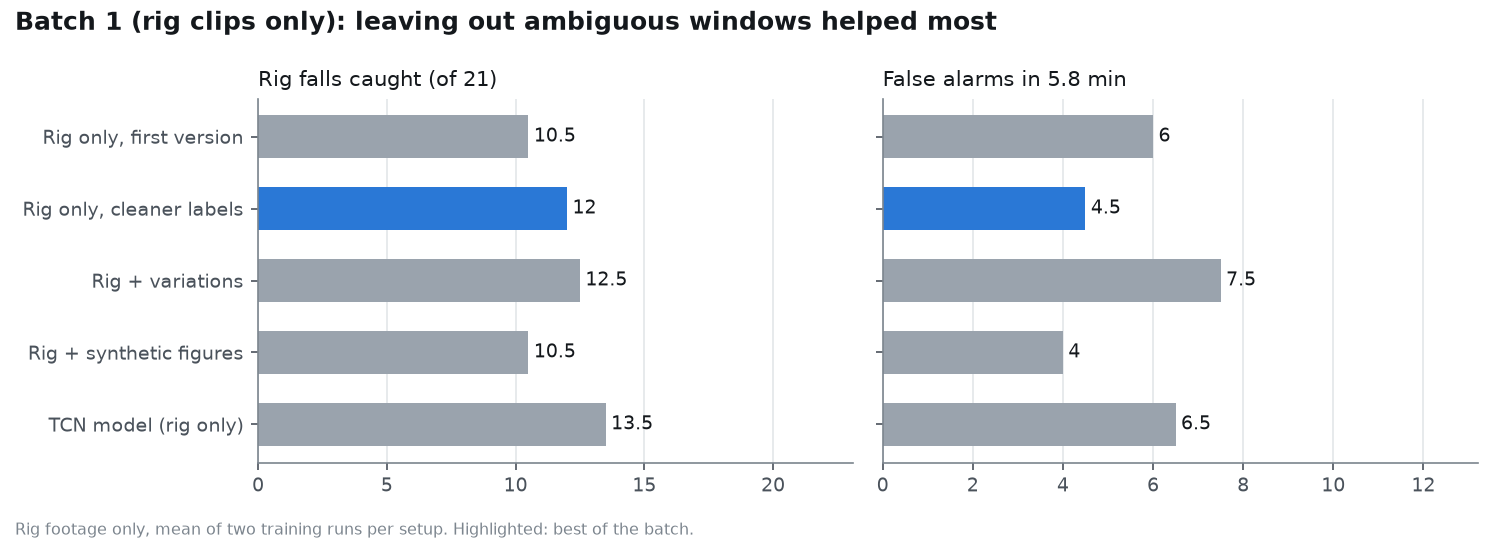 Batch 1 (rig clips only): leaving out ambiguous windows helped most
Rig falls caught (of 21)
False alarms in 5.8 min
Rig only, first version
10.5
6
Rig only, cleaner labels
12
4.5
Rig + variations
12.5
7.5
Rig + synthetic figures
10.5
4
TCN model (rig only)
13.5
6.5
0 5 10 15 20
0 2 4 6 8 10 12
Rig footage only, mean of two training runs per setup. Highlighted: best of the batch.